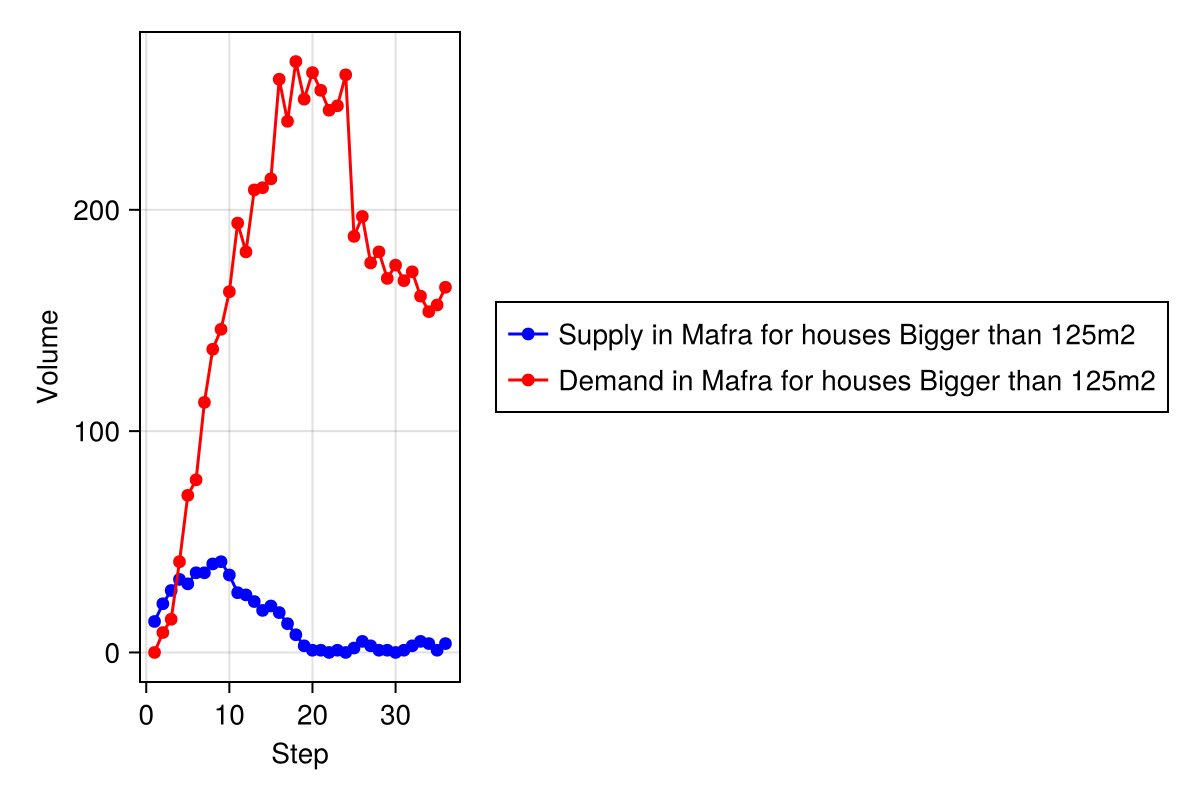 200
100
0
Volume
0 10 20 30
Step
Supply in Mafra for houses Bigger than 125m2
Demand in Mafra for houses Bigger than 125m2